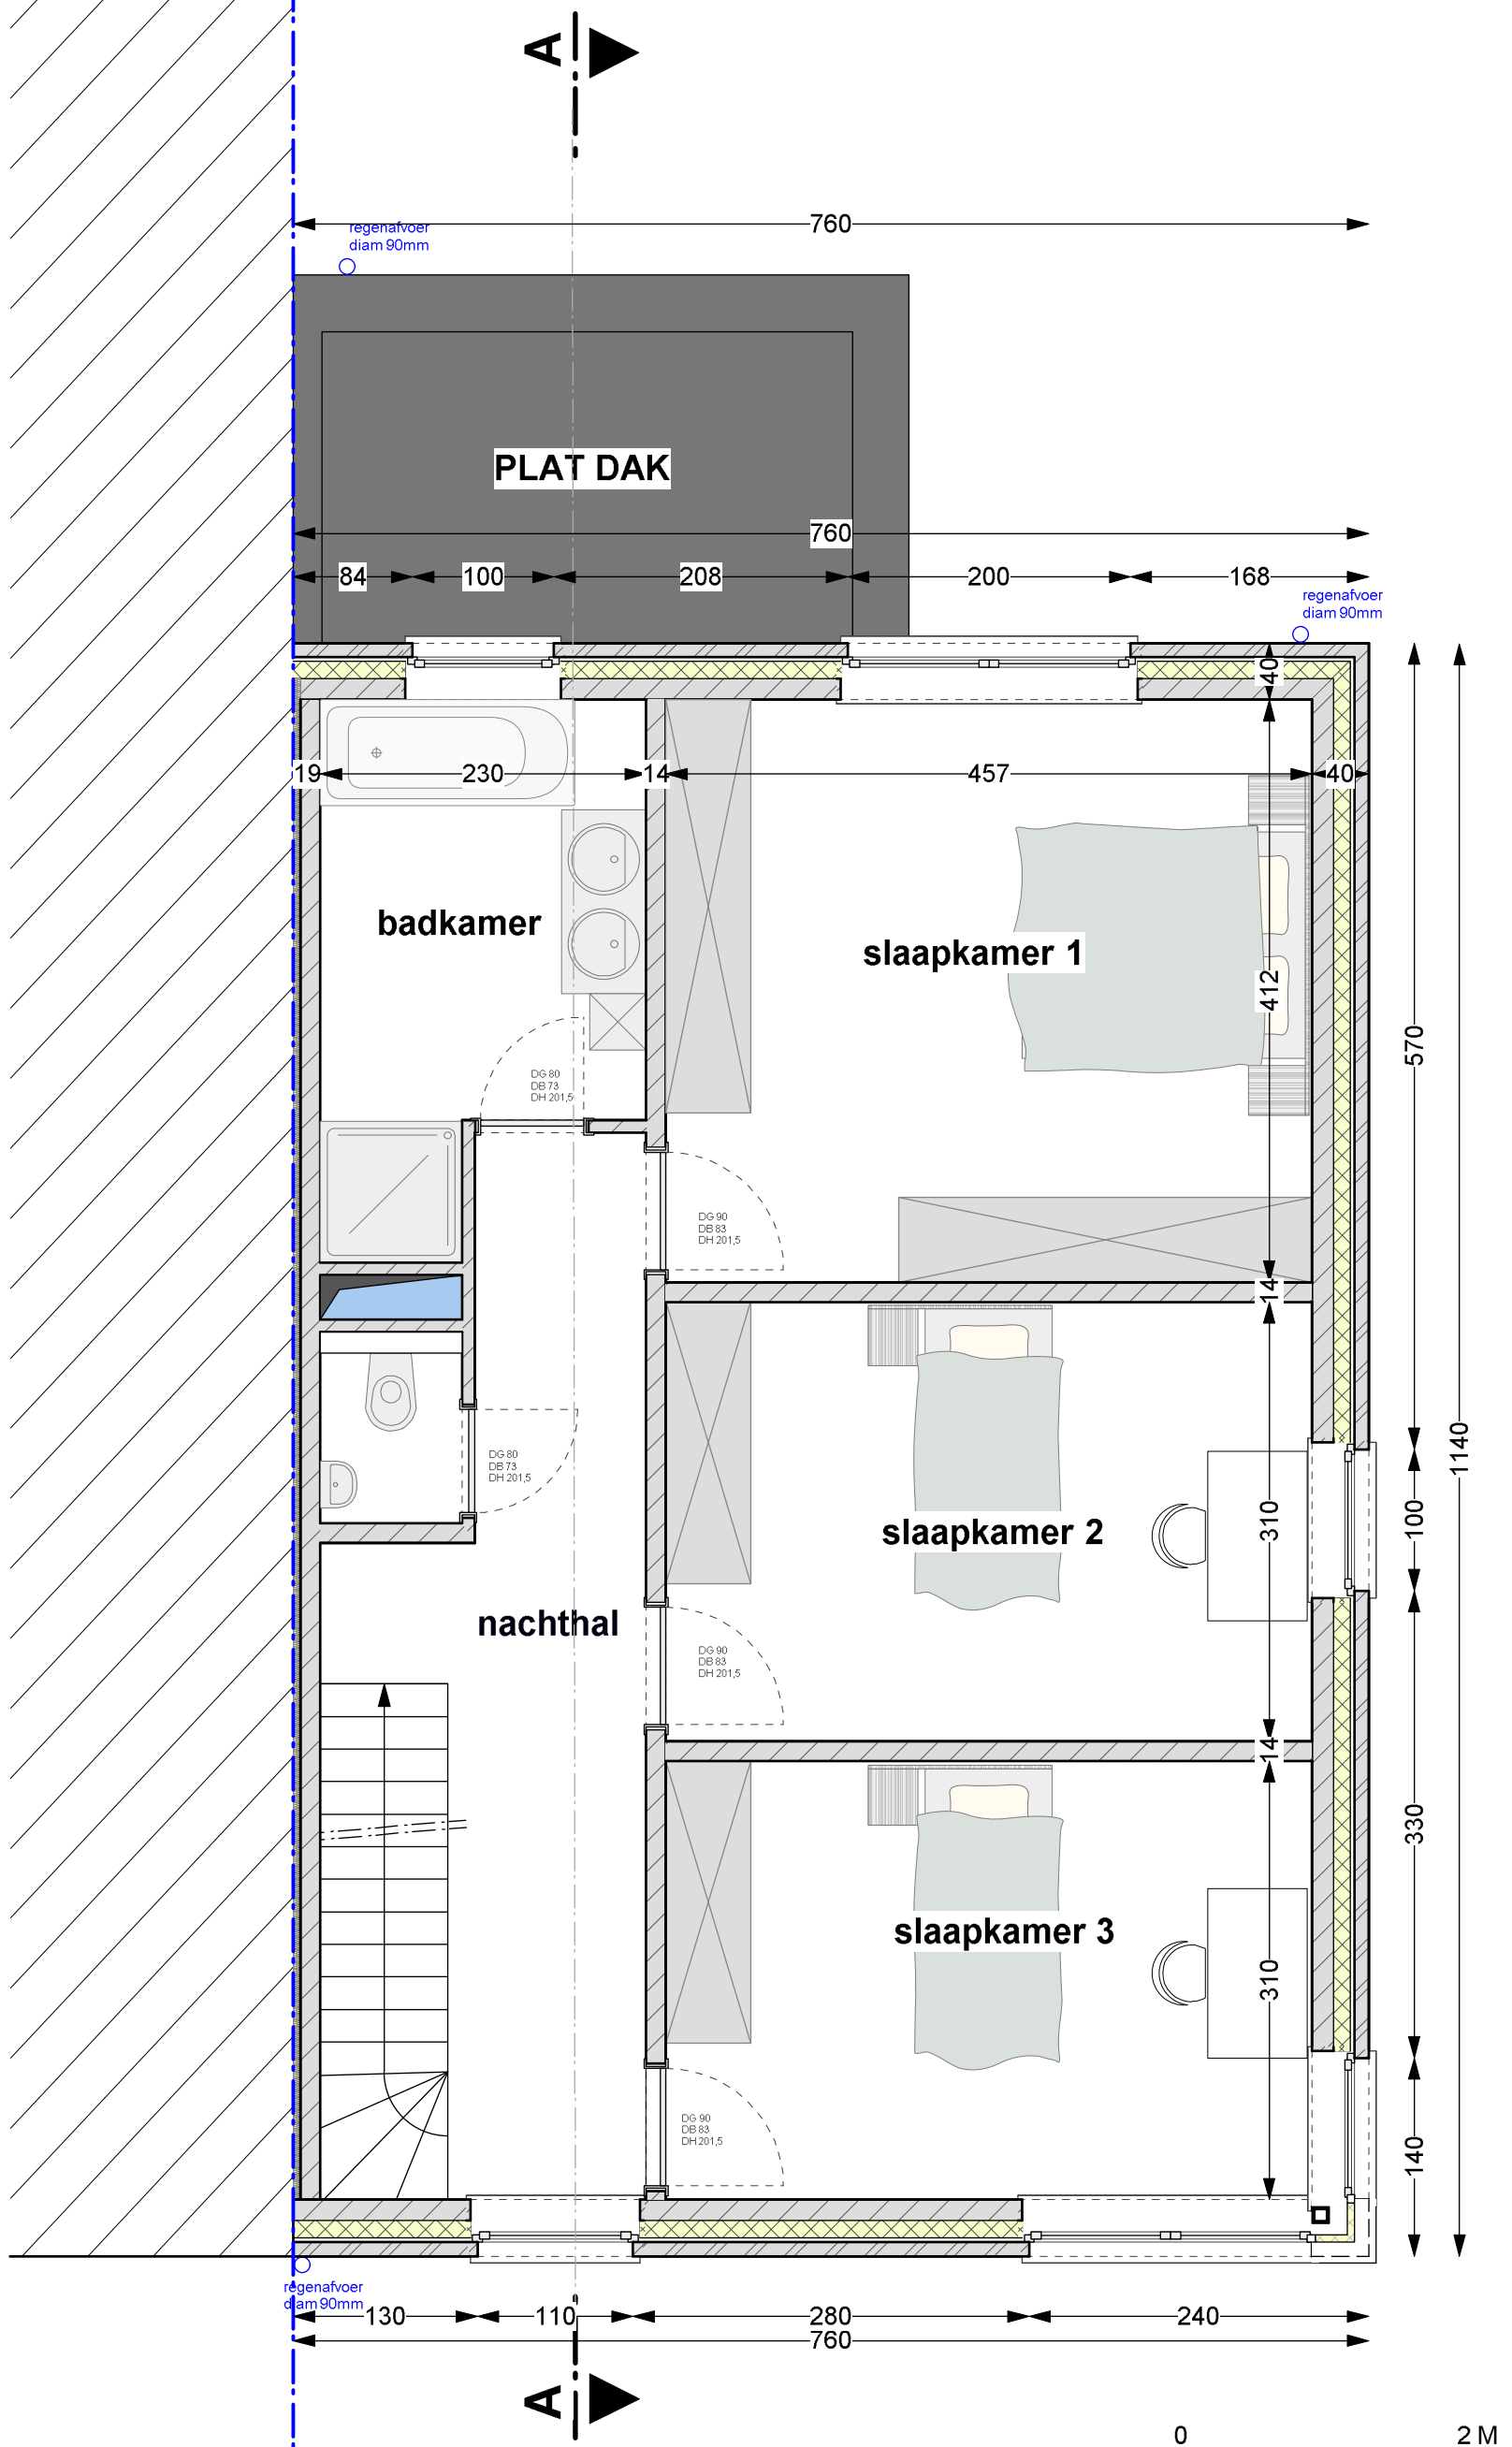 A
760
regenafvoer
diam 90mm
PLAT DAK
760
84 100 208 200 168
regenafvoer
diam 90mm
40
19 230 14 457 40
badkamer
slaapkamer 1
412
570
DG 80
DB 73
DH 201,5
DG 90
DB 83
DH 201,5
14
1140
DG 80
DB 73
DH 201,5
slaapkamer 2
310
100
nachthal
DG 90
DB 83
DH 201,5
14
330
slaapkamer 3
310
DG 90
DB 83
DH 201,5
140
regenafvoer
diam 90mm
130 110 280 240
760
A
0 2 M